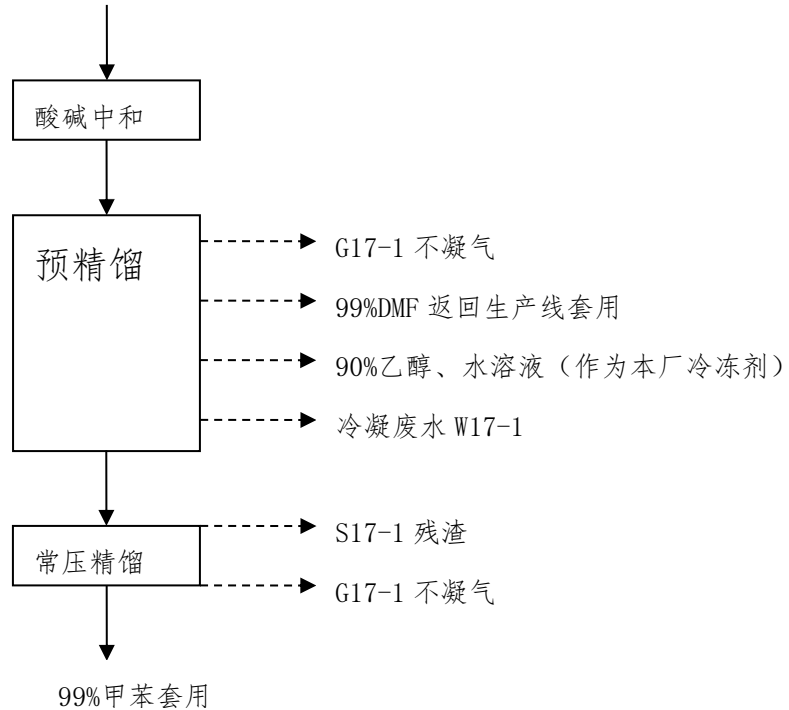 酸碱中和
预精馏
G17-1 不凝气
99%DMF 返回生产线套用
90%乙醇、水溶液（作为本厂冷冻剂）
冷凝废水 W17-1
常压精馏
S17-1 残渣
G17-1 不凝气
99%甲苯套用